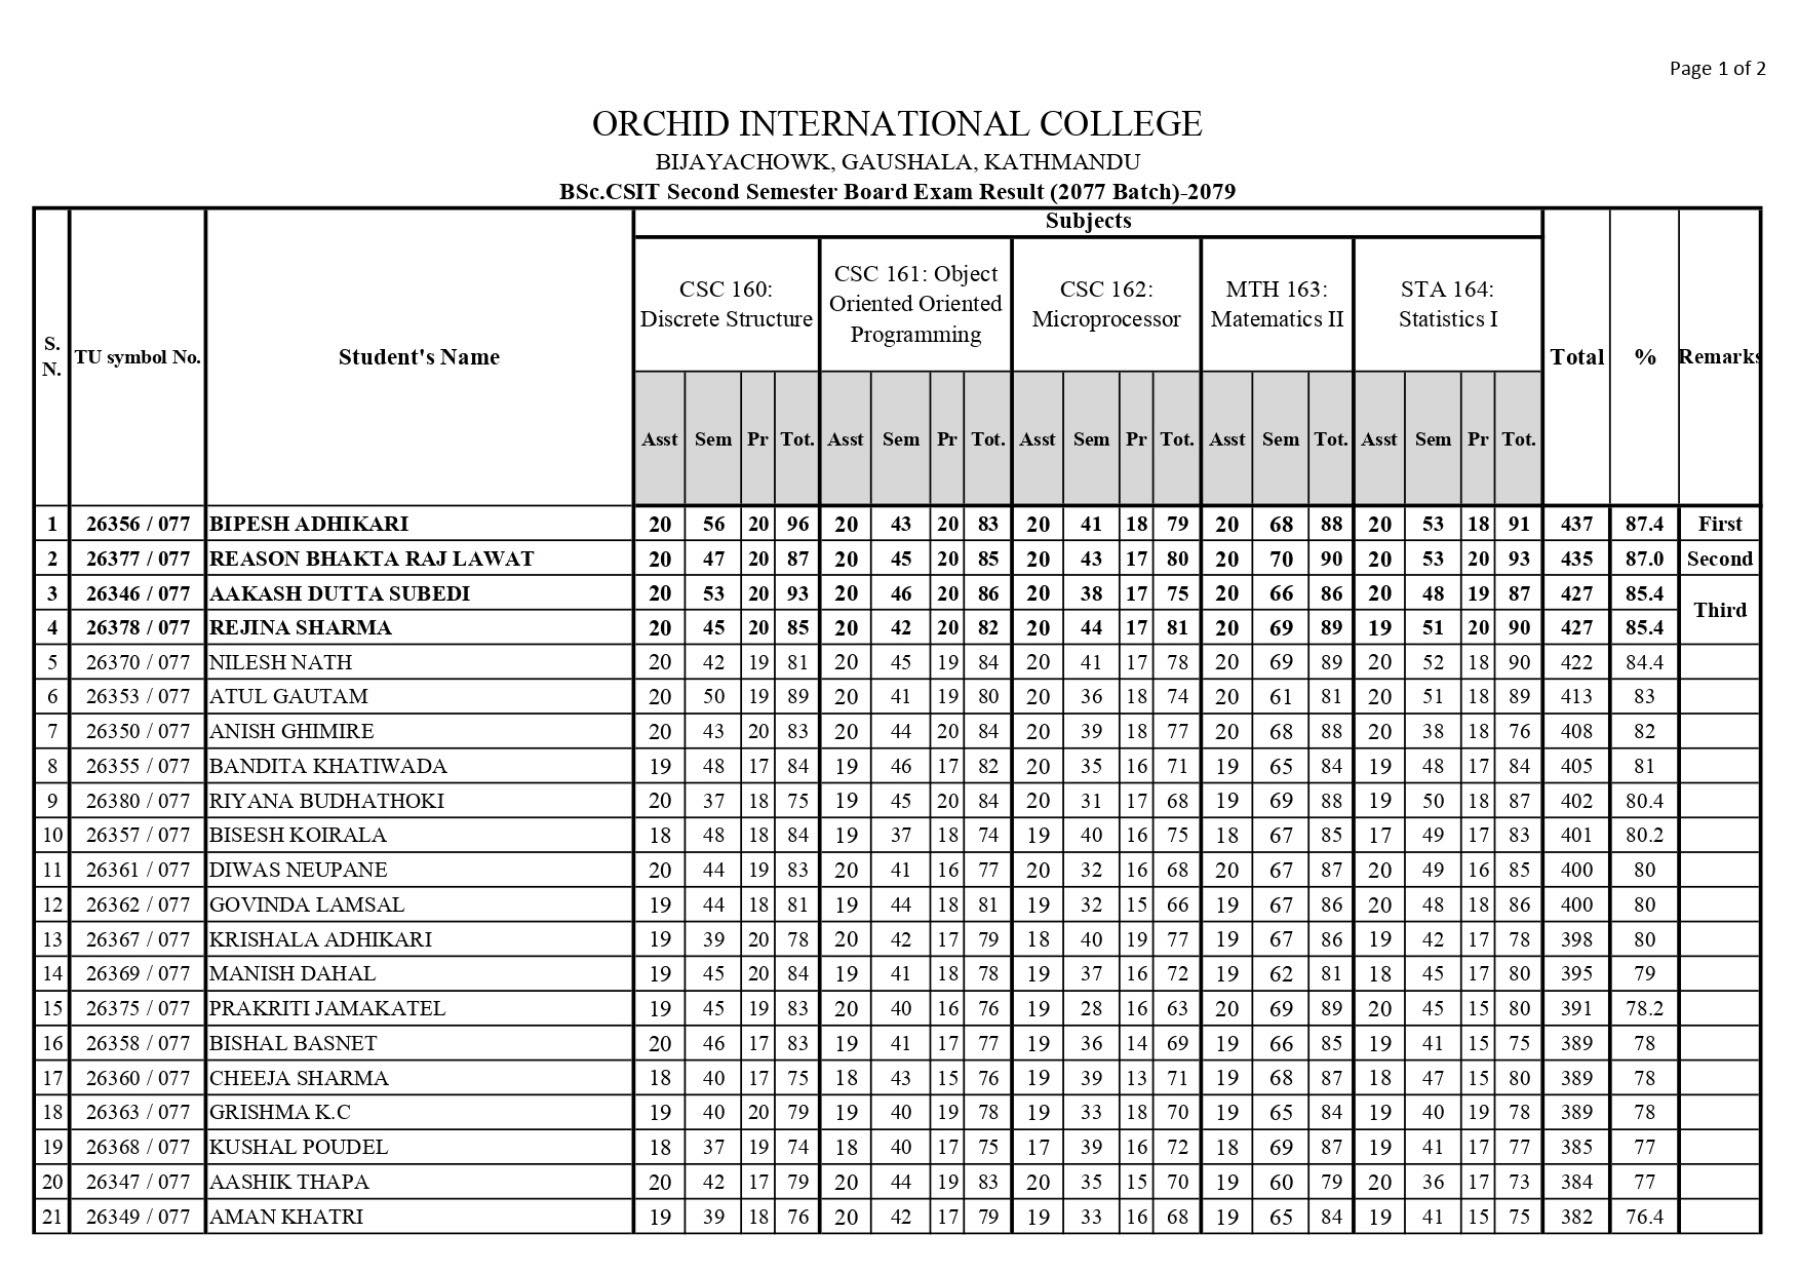 Page 1 of 2
ORCHID INTERNATIONAL COLLEGE
BIJAYACHOWK, GAUSHALA, KATHMANDU
BSc.CSIT Second Semester Board Exam Result (2077 Batch)-2079
S. N. TU symbol No. Student's Name Subjects Total % Remarks
CSC 160: Discrete Structure CSC 161: Object Oriented Oriented Programming CSC 162: Microprocessor MTH 163: Matematics II STA 164: Statistics I
Asst Sem Pr Tot. Asst Sem Pr Tot. Asst Sem Pr Tot. Asst Sem Tot. Asst Sem Pr Tot.
1 26356 / 077 BIPESH ADHIKARI 20 56 20 96 20 43 20 83 20 41 18 79 20 68 88 20 53 18 91 437 87.4 First
2 26377 / 077 REASON BHAKTA RAJ LAWAT 20 47 20 87 20 45 20 85 20 43 17 80 20 70 90 20 53 20 93 435 87.0 Second
3 26346 / 077 AAKASH DUTTA SUBEDI 20 53 20 93 20 46 20 86 20 38 17 75 20 66 86 20 48 19 87 427 85.4 Third
4 26378 / 077 REJINA SHARMA 20 45 20 85 20 42 20 82 20 44 17 81 20 69 89 19 51 20 90 427 85.4
5 26370 / 077 NILESH NATH 20 42 19 81 20 45 19 84 20 41 17 78 20 69 89 20 52 18 90 422 84.4
6 26353 / 077 ATUL GAUTAM 20 50 19 89 20 41 19 80 20 36 18 74 20 61 81 20 51 18 89 413 83
7 26350 / 077 ANISH GHIMIRE 20 43 20 83 20 44 20 84 20 39 18 77 20 68 88 20 38 18 76 408 82
8 26355 / 077 BANDITA KHATIWADA 19 48 17 84 19 46 17 82 20 35 16 71 19 65 84 19 48 17 84 405 81
9 26380 / 077 RIYANA BUDHATHOKI 20 37 18 75 19 45 20 84 20 31 17 68 19 69 88 19 50 18 87 402 80.4
10 26357 / 077 BISESH KOIRALA 18 48 18 84 19 37 18 74 19 40 16 75 18 67 85 17 49 17 83 401 80.2
11 26361 / 077 DIWAS NEUPANE 20 44 19 83 20 41 16 77 20 32 16 68 20 67 87 20 49 16 85 400 80
12 26362 / 077 GOVINDA LAMSAL 19 44 18 81 19 44 18 81 19 32 15 66 19 67 86 20 48 18 86 400 80
13 26367 / 077 KRISHALA ADHIKARI 19 39 20 78 20 42 17 79 18 40 19 77 19 67 86 19 42 17 78 398 80
14 26369 / 077 MANISH DAHAL 19 45 20 84 19 41 18 78 19 37 16 72 19 62 81 18 45 17 80 395 79
15 26375 / 077 PRAKRITI JAMAKATEL 19 45 19 83 20 40 16 76 19 28 16 63 20 69 89 20 45 15 80 391 78.2
16 26358 / 077 BISHAL BASNET 20 46 17 83 19 41 17 77 19 36 14 69 19 66 85 19 41 15 75 389 78
17 26360 / 077 CHEEJA SHARMA 18 40 17 75 18 43 15 76 19 39 13 71 19 68 87 18 47 15 80 389 78
18 26363 / 077 GRISHMA K.C 19 40 20 79 19 40 19 78 19 33 18 70 19 65 84 19 40 19 78 389 78
19 26368 / 077 KUSHAL POUDEL 18 37 19 74 18 40 17 75 17 39 16 72 18 69 87 19 41 17 77 385 77
20 26347 / 077 AASHIK THAPA 20 42 17 79 20 44 19 83 20 35 15 70 19 60 79 20 36 17 73 384 77
21 26349 / 077 AMAN KHATRI 19 39 18 76 20 42 17 79 19 33 16 68 19 65 84 19 41 15 75 382 76.4